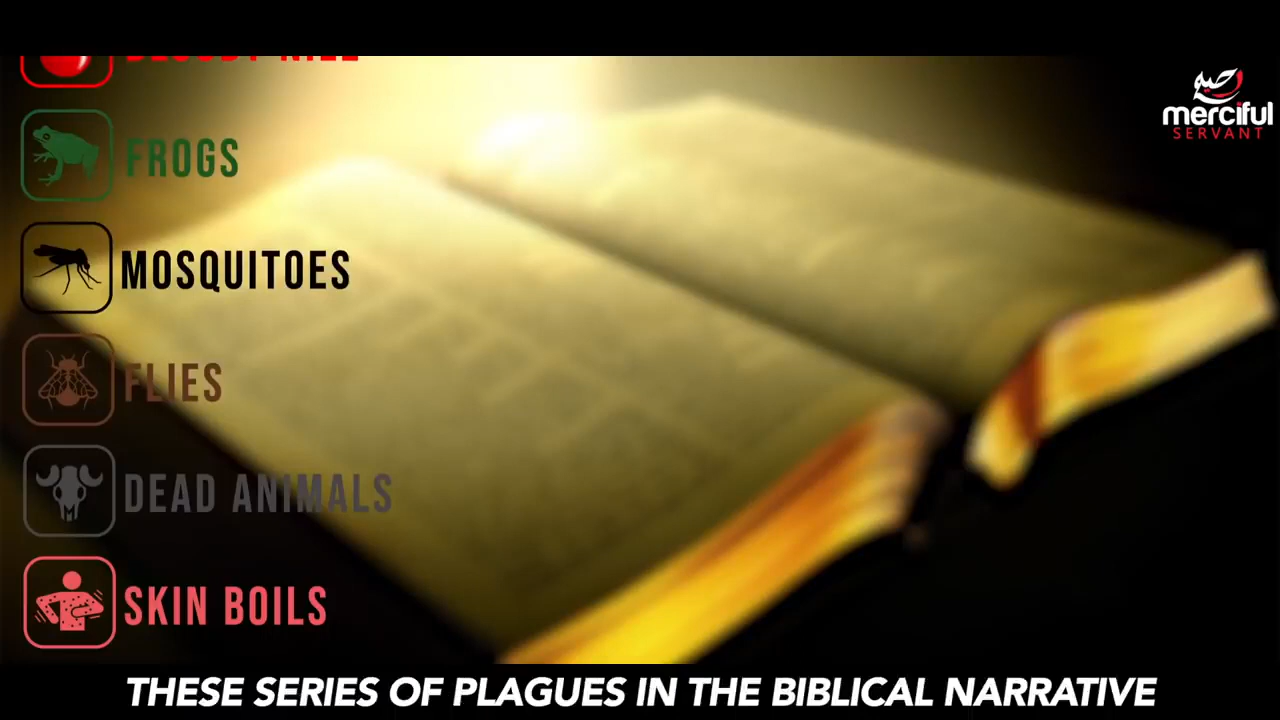 FROGS
MOSQUITOES
FLIES
DEAD ANIMALS
SKIN BOILS
merciful
SERVANT
THESE SERIES OF PLAGUES IN THE BIBLICAL NARRATIVE